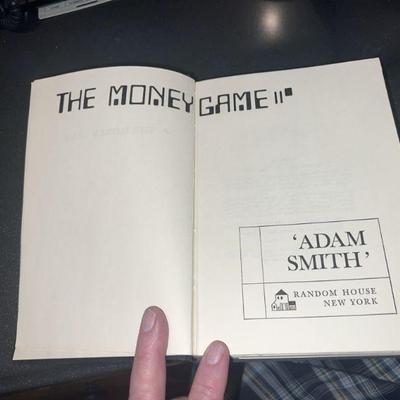 THE MONEY GAME
'ADAM
SMITH'
RANDOM HOUSE
NEW YORK